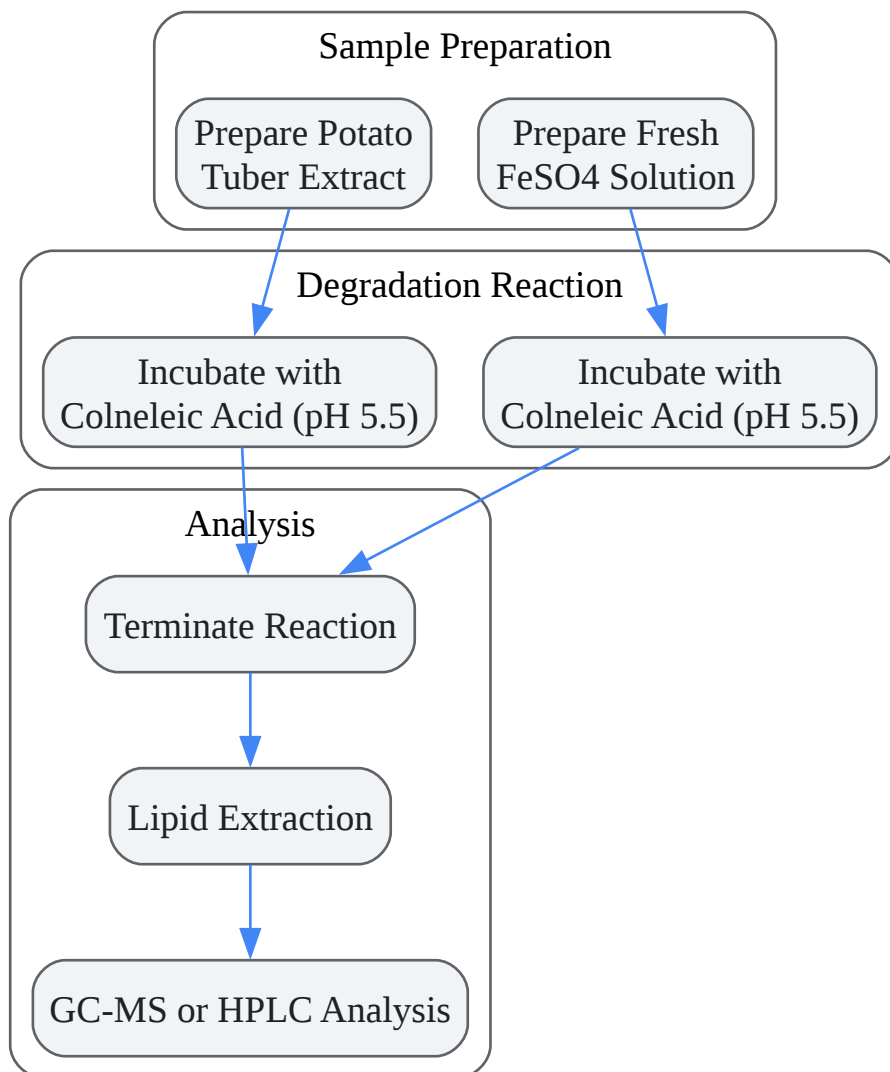 Sample Preparation
Prepare Potato
Tuber Extract
Prepare Fresh
FeSO4 Solution
Degradation Reaction
Incubate with
Colneleic Acid (pH 5.5)
Incubate with
Colneleic Acid (pH 5.5)
Analysis
Terminate Reaction
Lipid Extraction
GC-MS or HPLC Analysis